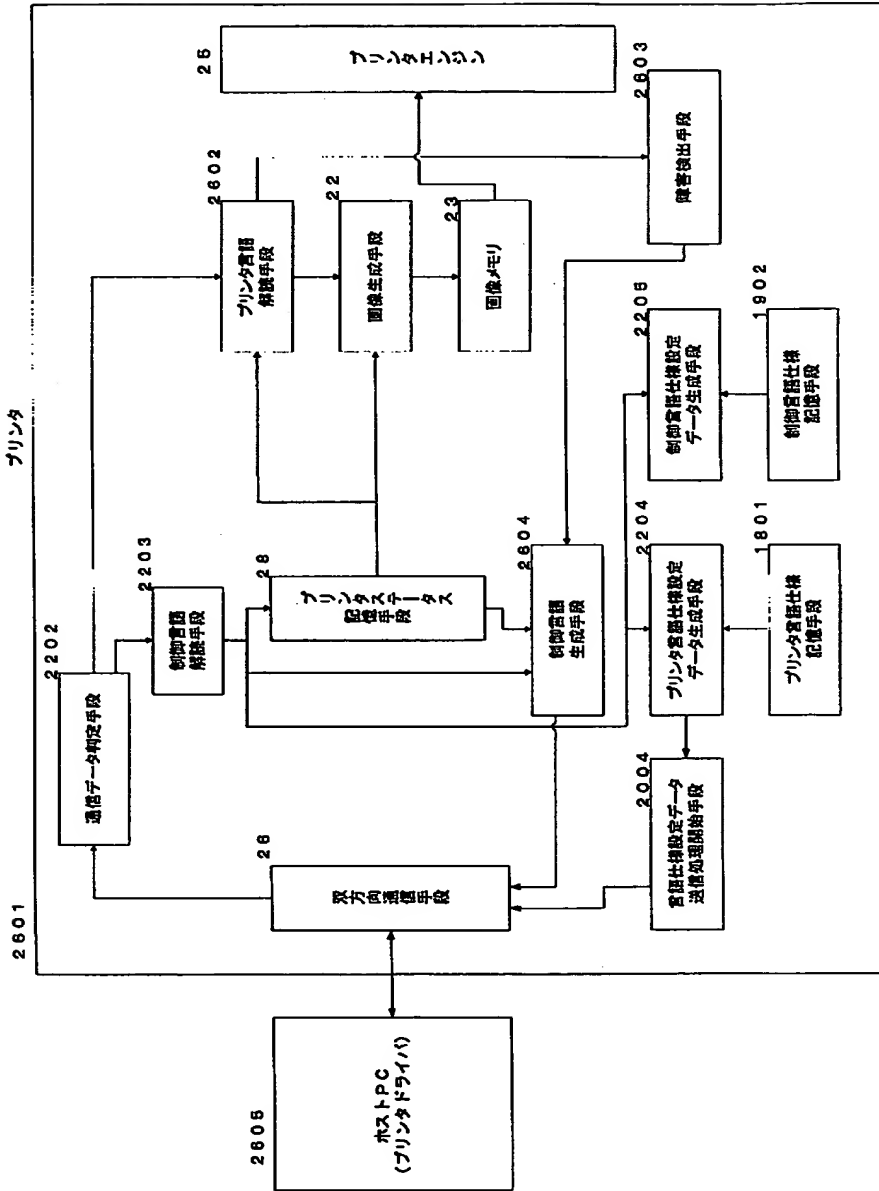 プリンタ
2601
2202
通信データ判定手段
2203
制御言語
解読手段
2602
プリンタ言語
解読手段
25
プリンタエンジン
22
画像生成手段
23
画像メモリ
2605
ホストPC
(プリンタドライバ)
26
双方向通信手段
28
プリンタステータス
記憶手段
2604
制御言語
生成手段
2603
障害検出手段
2004
言語仕様設定データ
送信処理開始手段
2204
プリンタ言語仕様設定
データ生成手段
2205
制御言語仕様設定
データ生成手段
1801
プリンタ言語仕様
記憶手段
1902
制御言語仕様
記憶手段